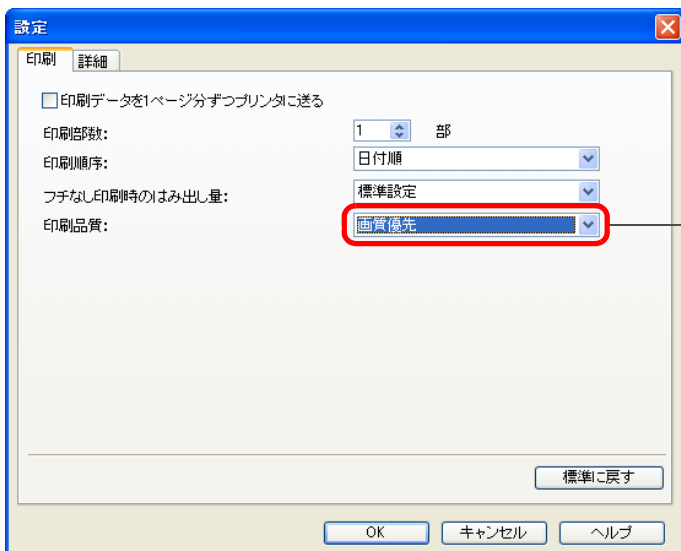 設定
印刷 詳細
印刷データを1ページ分ずつプリンタに送る
印刷部数: 1 部
印刷順序: 日付順
フチなし印刷時のはみ出し量: 標準設定
印刷品質: 画質優先
標準に戻す
OK キャンセル ヘルプ